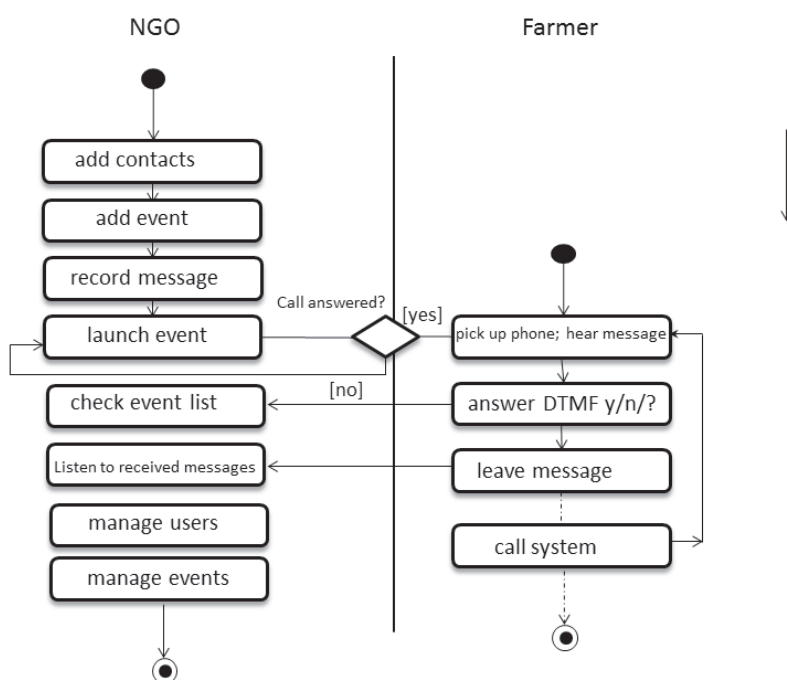 NGO
Farmer
add contacts
add event
record message
Call answered?
[yes]
launch event
pick up phone; hear message
[no]
check event list
answer DTMF y/n/?
Listen to received messages
leave message
manage users
call system
manage events